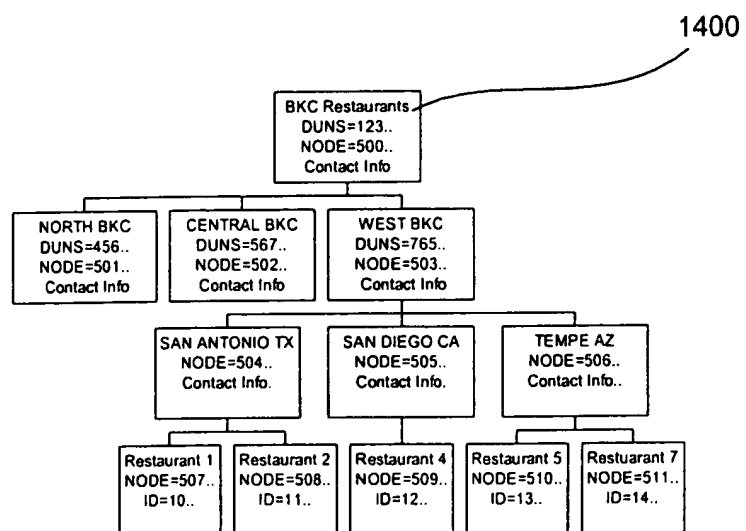 1400
BKC Restaurants
DUNS=123..
NODE=500..
Contact Info
NORTH BKC
DUNS=456..
NODE=501..
Contact Info
CENTRAL BKC
DUNS=567..
NODE=502..
Contact Info
WEST BKC
DUNS=765..
NODE=503..
Contact Info
SAN ANTONIO TX
NODE=504..
Contact Info.
SAN DIEGO CA
NODE=505..
Contact Info.
TEMPE AZ
NODE=506..
Contact Info..
Restaurant 1
NODE=507..
ID=10..
Restaurant 2
NODE=508..
ID=11..
Restaurant 4
NODE=509..
ID=12..
Restaurant 5
NODE=510..
ID=13..
Restuarant 7
NODE=511..
ID=14..